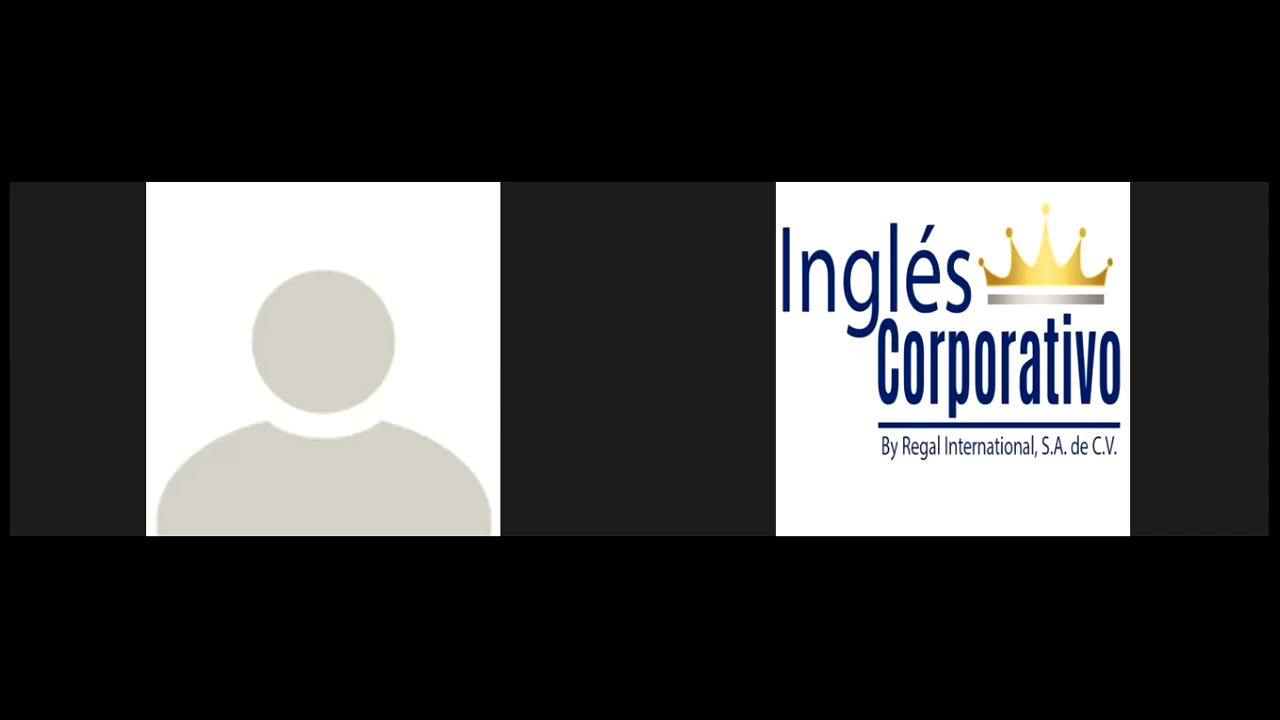 Inglés
Corporativo
By Regal International, S.A. de C.V.